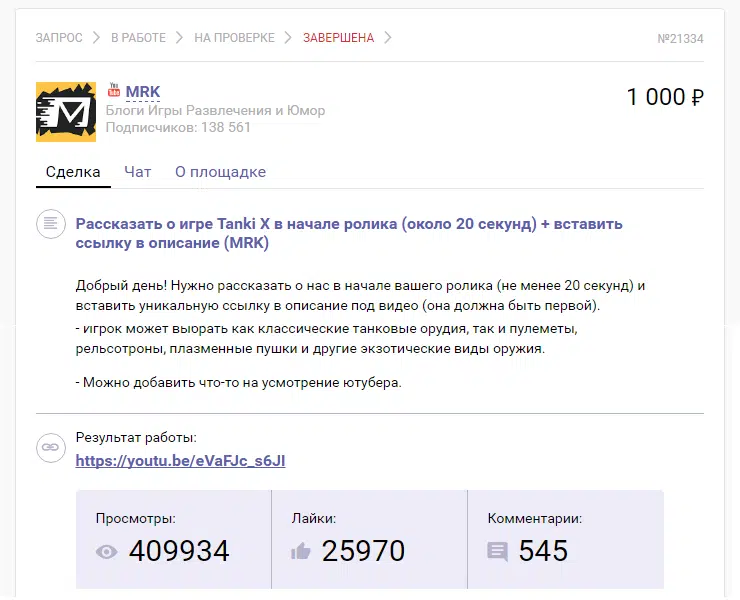 ЗАПРОС В РАБОТЕ НА ПРОВЕРКЕ ЗАВЕРШЕНА №21334
You Tube MRK
1 000 ₽
Блоги Игры Развлечения и Юмор
Подписчиков: 138 561
Сделка Чат О площадке
Рассказать о игре Tanki X в начале ролика (около 20 секунд) + вставить
ссылку в описание (MRK)
Добрый день! Нужно рассказать о нас в начале вашего ролика (не менее 20 секунд) и
вставить уникальную ссылку в описание под видео (она должна быть первой).
- игрок может выбрать как классические танковые орудия, так и пулеметы,
рельсотроны, плазменные пушки и другие экзотические виды оружия.
- Можно добавить что-то на усмотрение ютубера.
Результат работы:
https://youtu.be/eVaFJc_s6JI
Просмотры: Лайки: Комментарии:
409934 25970 545